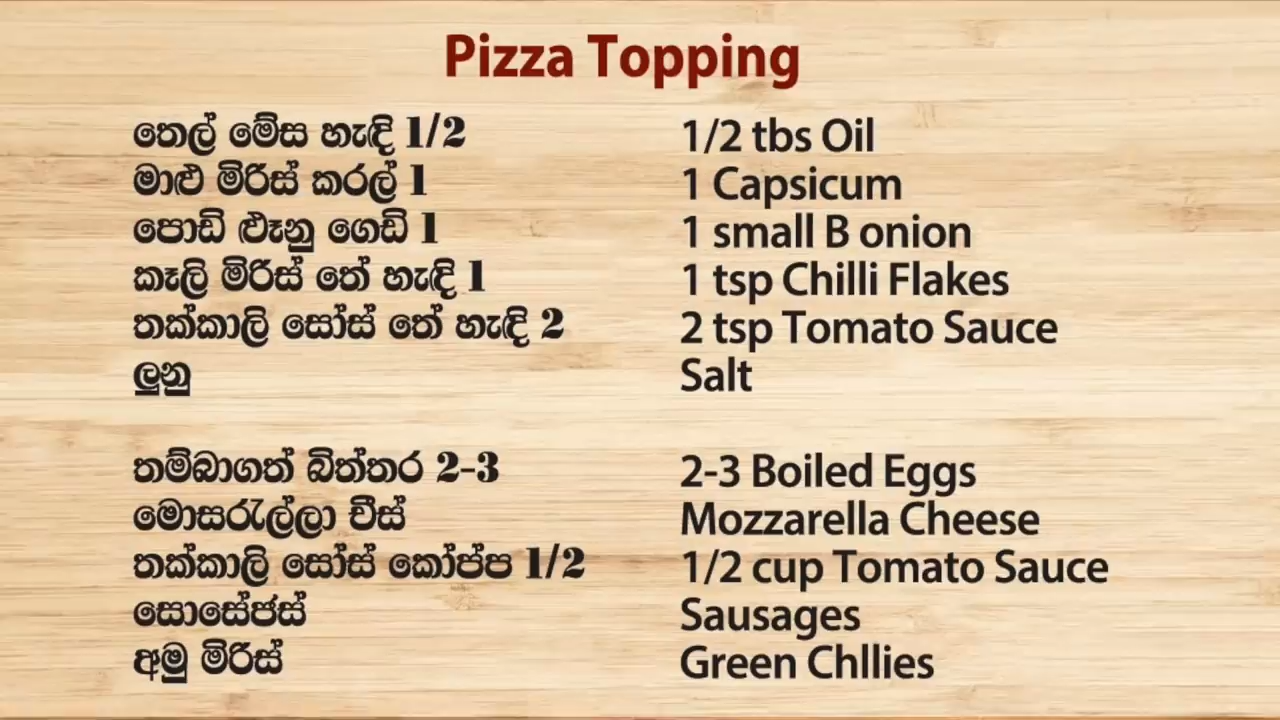 Pizza Topping
තෙල් මේස හැඳි 1/2
1/2 tbs Oil
මාළු මිරිස් කරල් 1
1 Capsicum
පොඩි ළූනු ගෙඩි 1
1 small B onion
කෑලි මිරිස් තේ හැඳි 1
1 tsp Chilli Flakes
තක්කාලි සෝස් තේ හැඳි 2
2 tsp Tomato Sauce
ලුනු
Salt
තම්බාගත් බිත්තර 2-3
2-3 Boiled Eggs
මොසරැල්ලා චීස්
Mozzarella Cheese
තක්කාලි සෝස් කෝප්ප 1/2
1/2 cup Tomato Sauce
සොසේජස්
Sausages
අමු මිරිස්
Green Chllies